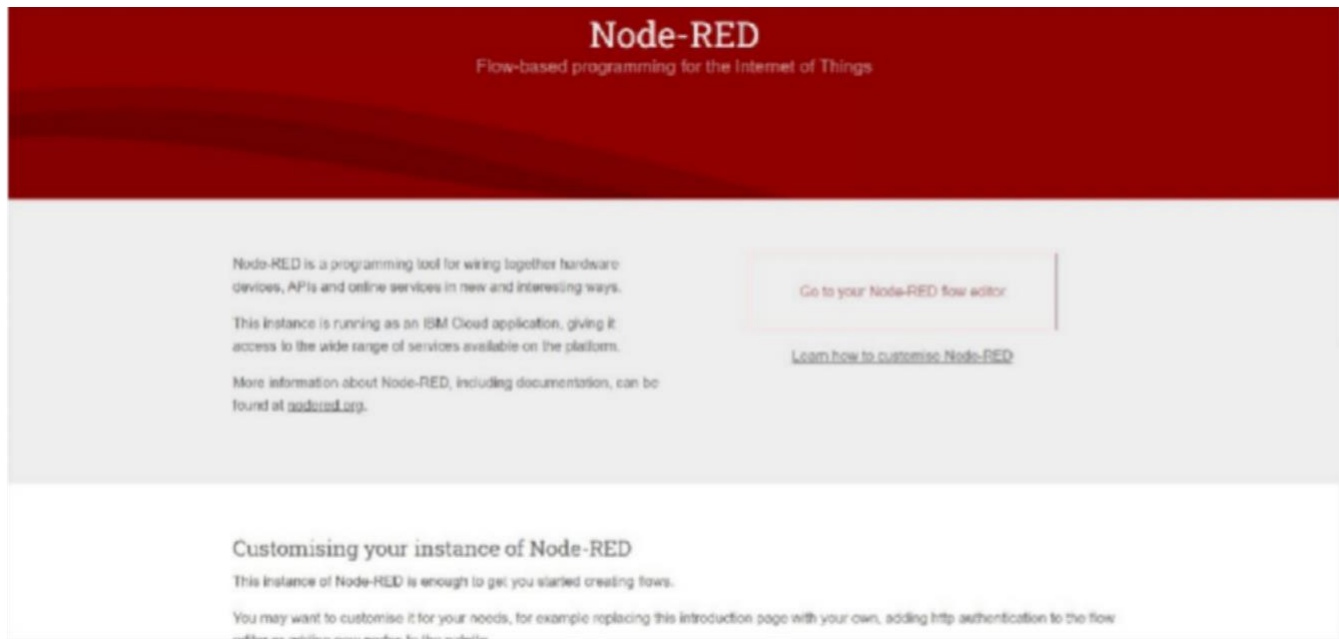 Node-RED
Flow-based programming for the Internet of Things
Node-RED is a programming tool for wiring together hardware
devices, APIs and online services in new and interesting ways.
This instance is running as an IBM Cloud application, giving it
access to the wide range of services available on the platform.
More information about Node-RED, including documentation, can be
found at nodered.org.
Go to your Node-RED flow editor
Learn how to customise Node-RED
Customising your instance of Node-RED
This instance of Node-RED is enough to get you started creating flows.
You may want to customise it for your needs, for example replacing this introduction page with your own, adding http authentication to the flow